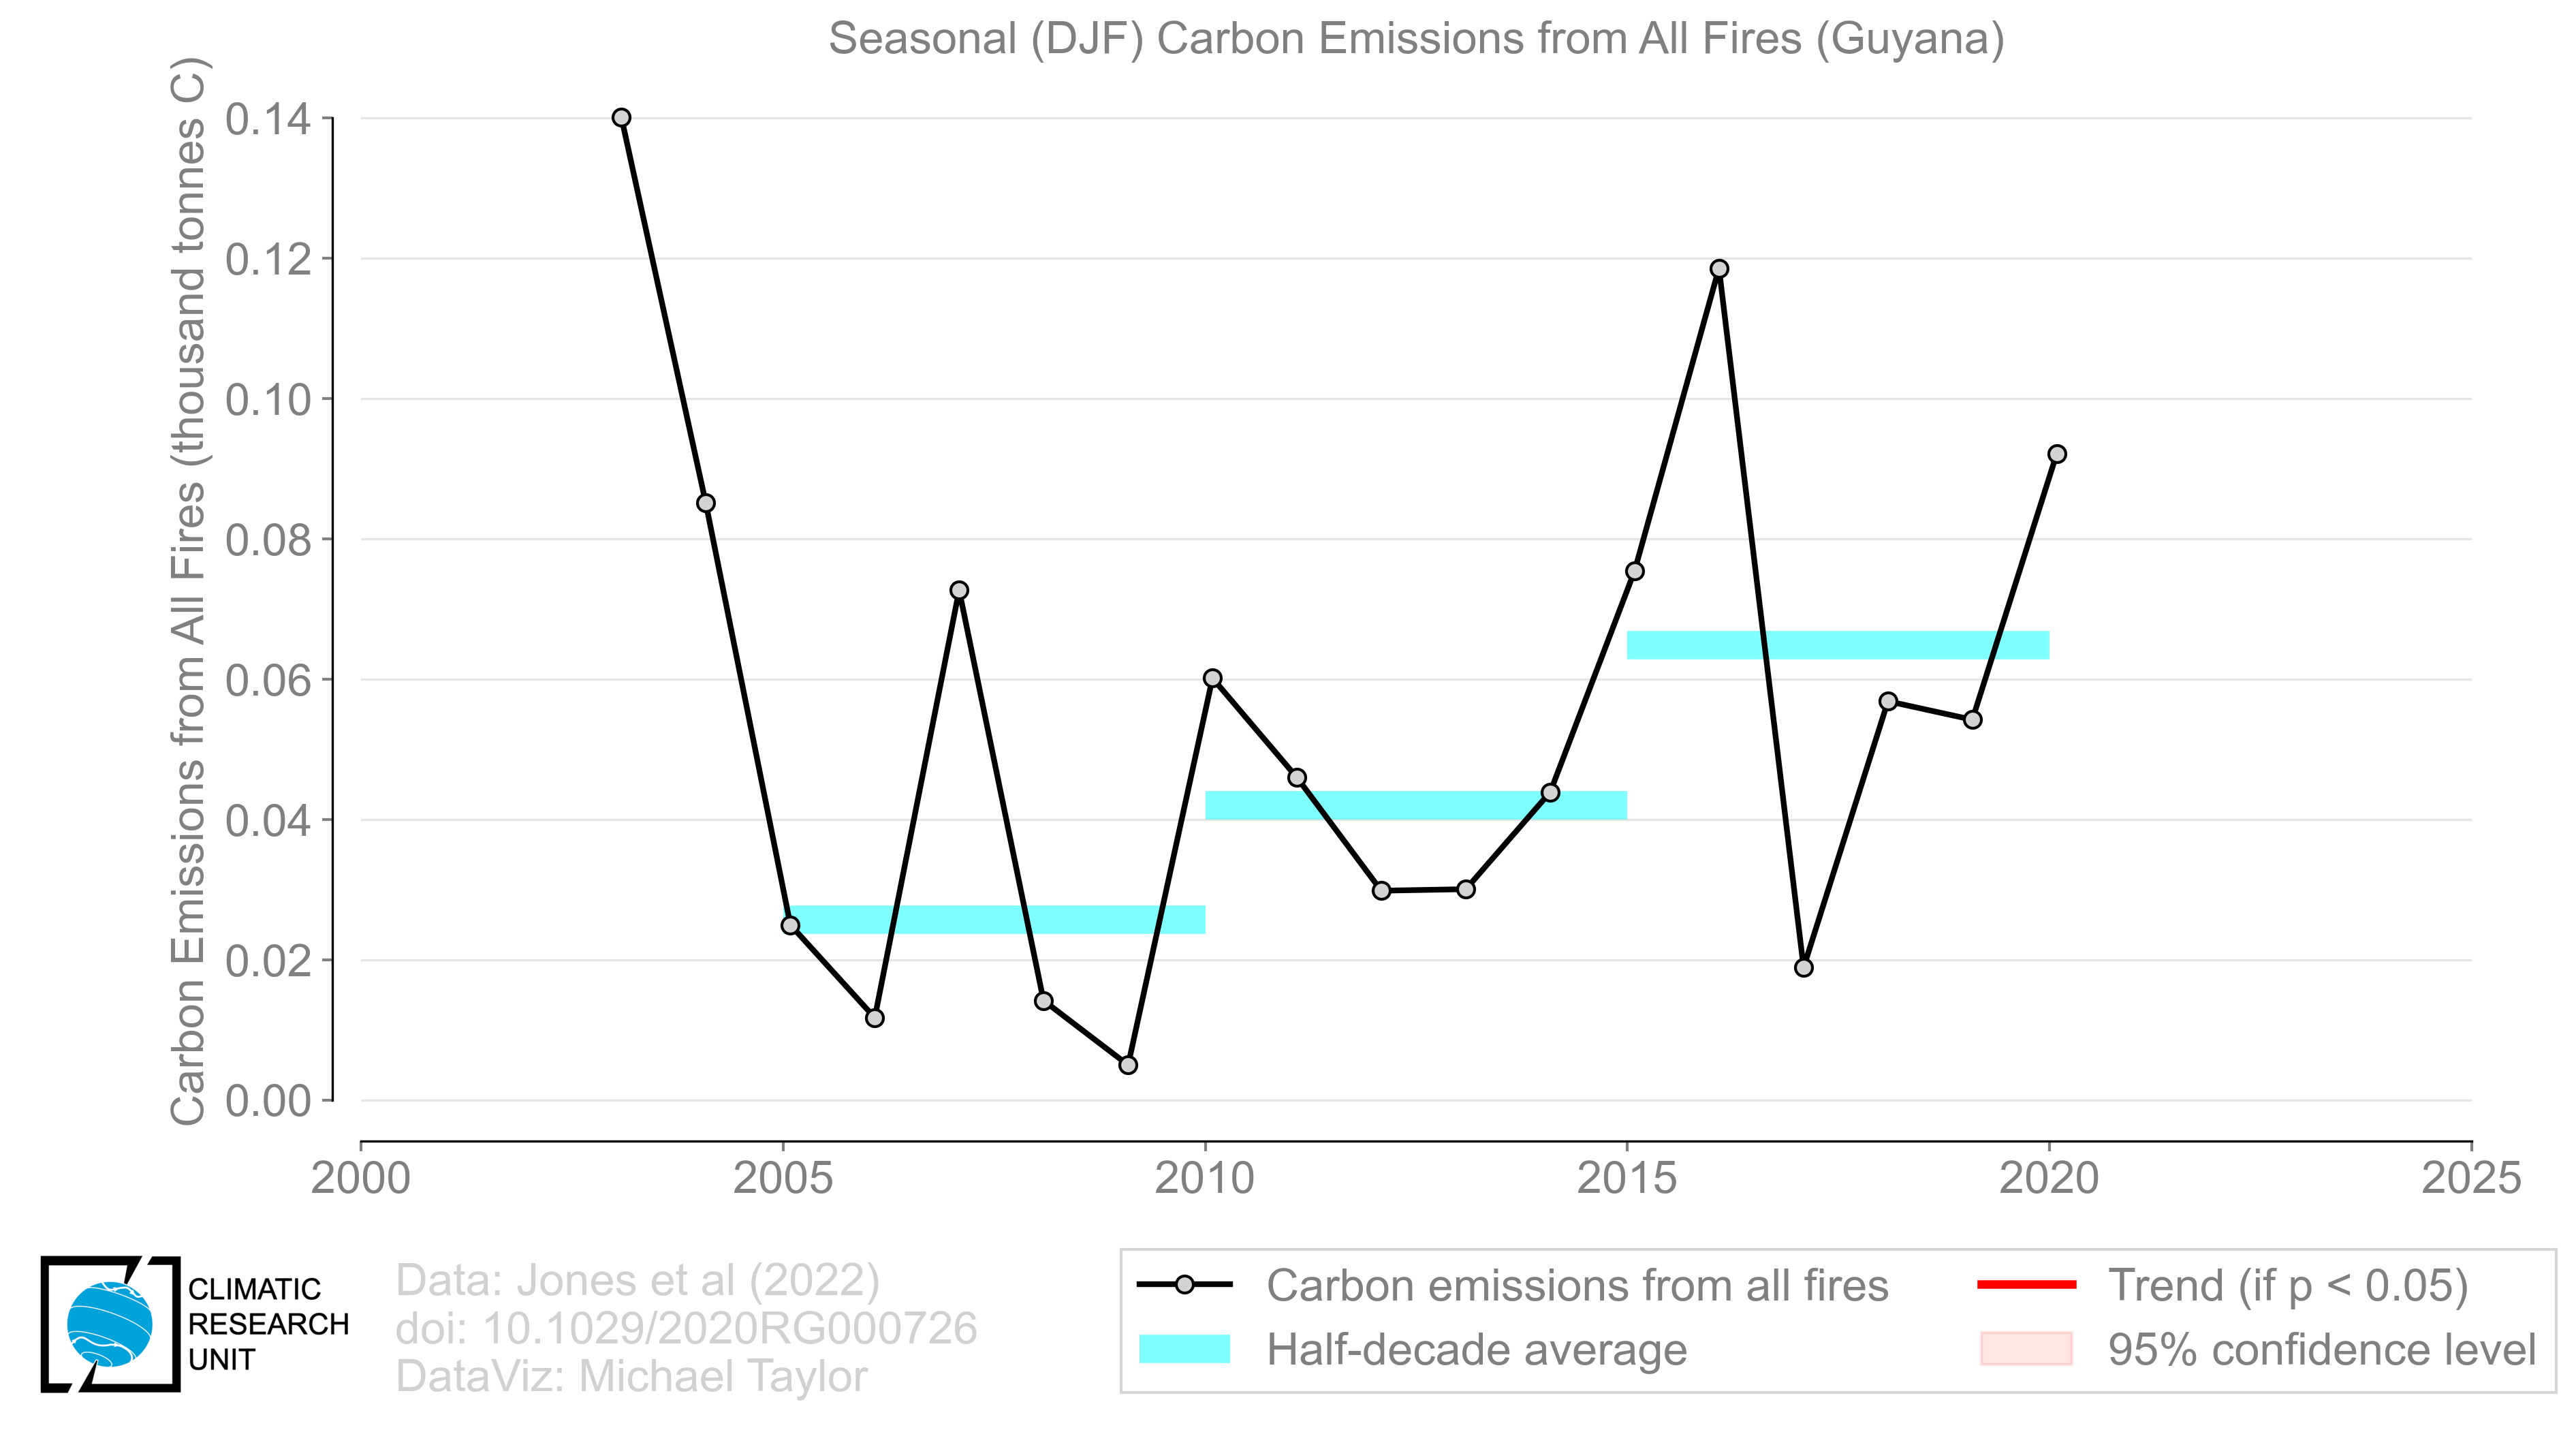 Seasonal (DJF) Carbon Emissions from All Fires (Guyana)
Carbon Emissions from All Fires (thousand tonnes C)
0.14
0.12
0.10
0.08
0.06
0.04
0.02
0.00
2000 2005 2010 2015 2020 2025
CLIMATIC
RESEARCH
UNIT
Data: Jones et al (2022)
doi: 10.1029/2020RG000726
DataViz: Michael Taylor
Carbon emissions from all fires
Half-decade average
Trend (if p < 0.05)
95% confidence level